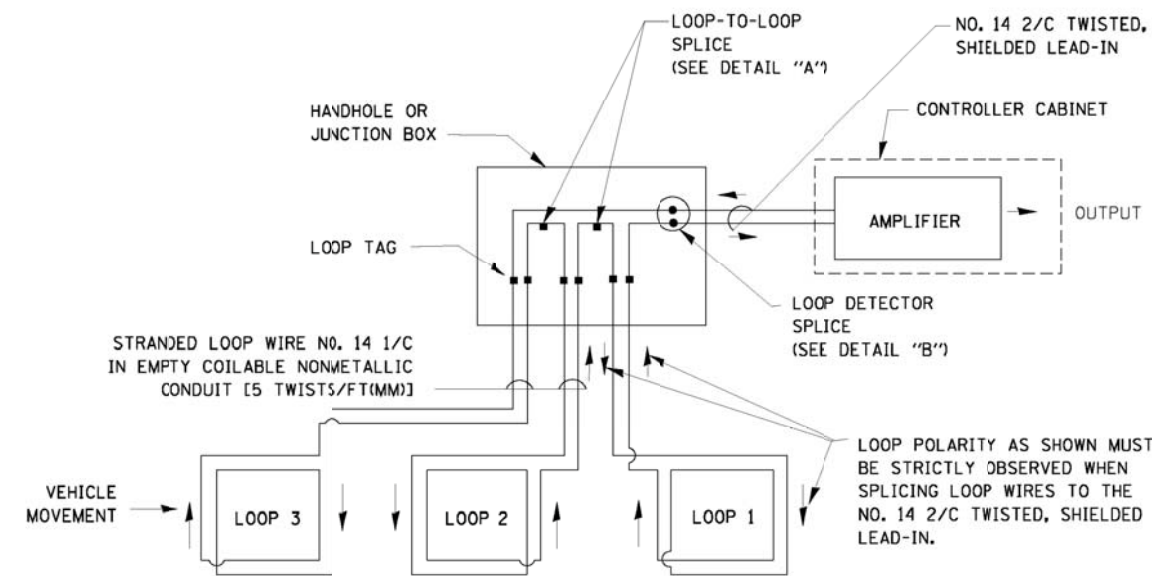 LOOP-TO-LOOP
SPLICE
(SEE DETAIL "A")
NO. 14 2/C TWISTED,
SHIELDED LEAD-IN
HANDHOLE OR
JUNCTION BOX
CONTROLLER CABINET
AMPLIFIER
OUTPUT
LOOP TAG
LOOP DETECTOR
SPLICE
(SEE DETAIL "B")
STRANDED LOOP WIRE NO. 14 1/C
IN EMPTY COILABLE NONMETALLIC
CONDUIT [5 TWISTS/FT(MM)]
LOOP POLARITY AS SHOWN MUST
BE STRICTLY OBSERVED WHEN
SPLICING LOOP WIRES TO THE
NO. 14 2/C TWISTED, SHIELDED
LEAD-IN.
VEHICLE
MOVEMENT
LOOP 3
LOOP 2
LOOP 1